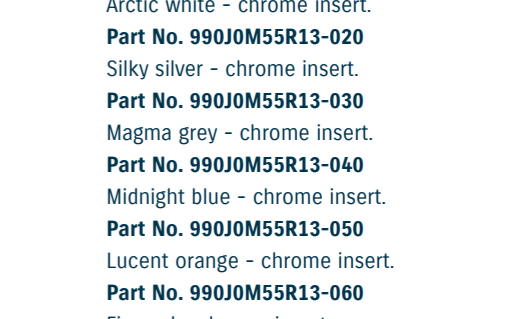 Arctic white - chrome insert.
Part No. 990J0M55R13-020
Silky silver - chrome insert.
Part No. 990J0M55R13-030
Magma grey - chrome insert.
Part No. 990J0M55R13-040
Midnight blue - chrome insert.
Part No. 990J0M55R13-050
Lucent orange - chrome insert.
Part No. 990J0M55R13-060